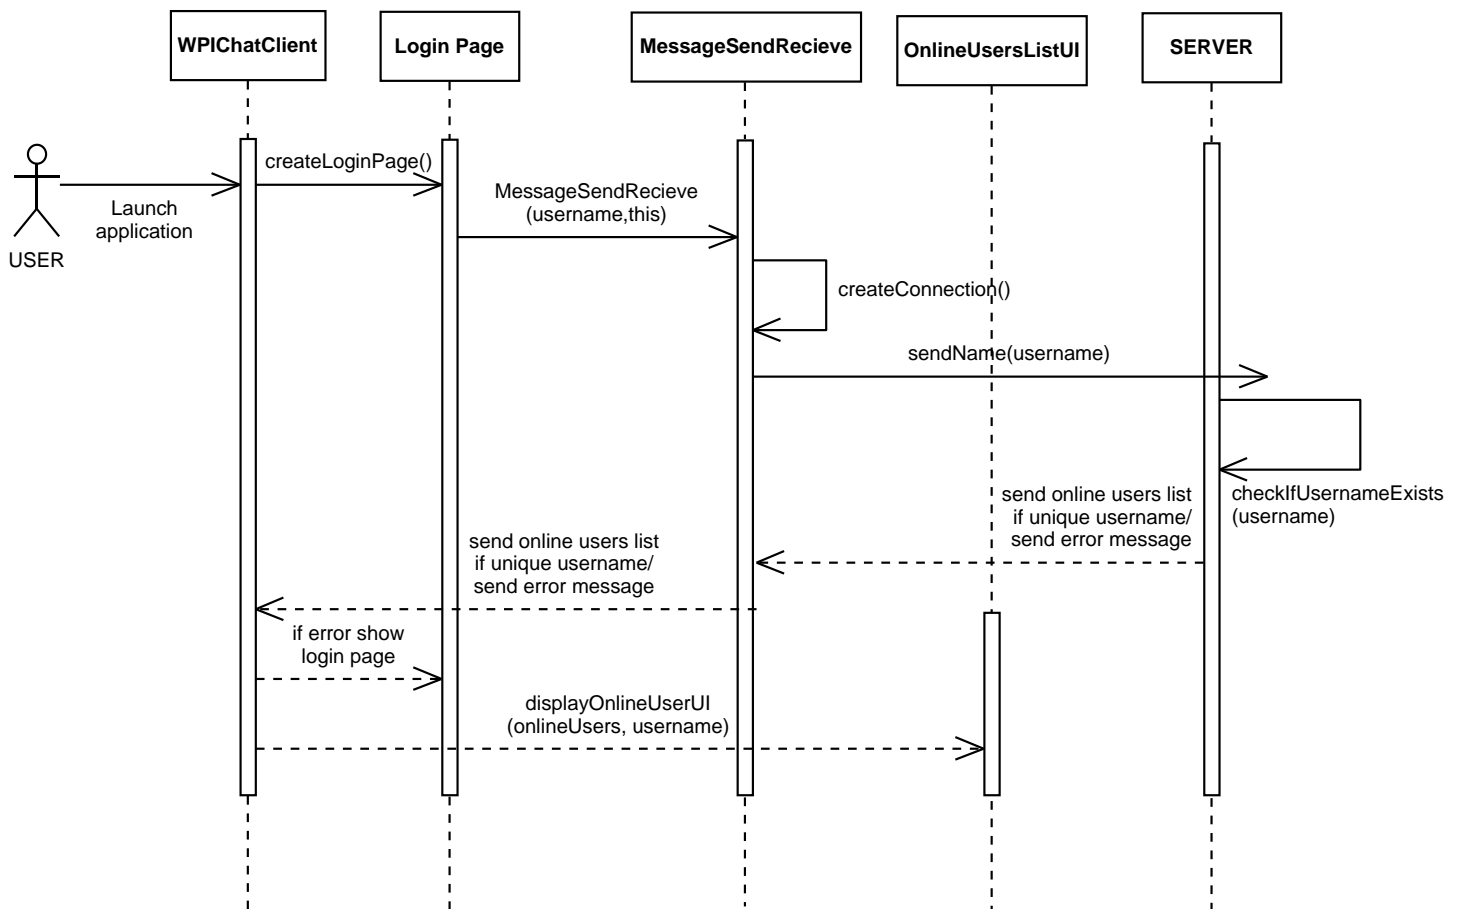 WPIChatClient
Login Page
MessageSendRecieve
OnlineUsersListUI
SERVER
createLoginPage()
Launch
application
USER
MessageSendRecieve
(username,this)
createConnection()
sendName(username)
checkIfUsernameExists
(username)
send online users list
if unique username/
send error message
send online users list
if unique username/
send error message
if error show
login page
displayOnlineUserUI
(onlineUsers, username)